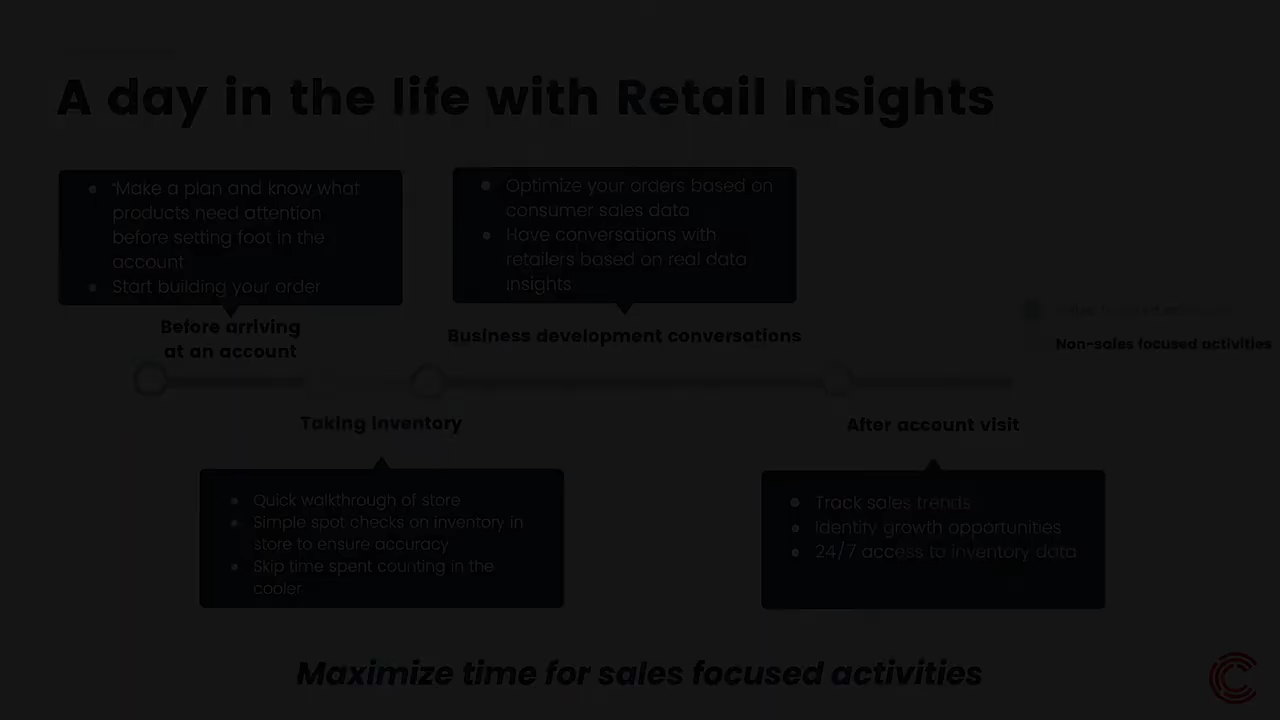 A day in the life with Retail Insights
● "Make a plan and know what
products need attention
before setting foot in the
account
● Start building your order
● Optimize your orders based on
consumer sales data
● Have conversations with
retailers based on real data
insights
Before arriving
at an account
Business development conversations
Non-sales focused activities
Taking inventory
After account visit
● Quick walkthrough of store
● Simple spot checks on inventory in
store to ensure accuracy
● Skip time spent counting in the
cooler
● Track sales trends
● Identity growth opportunities
● 24/7 access to inventory data
Maximize time for sales focused activities